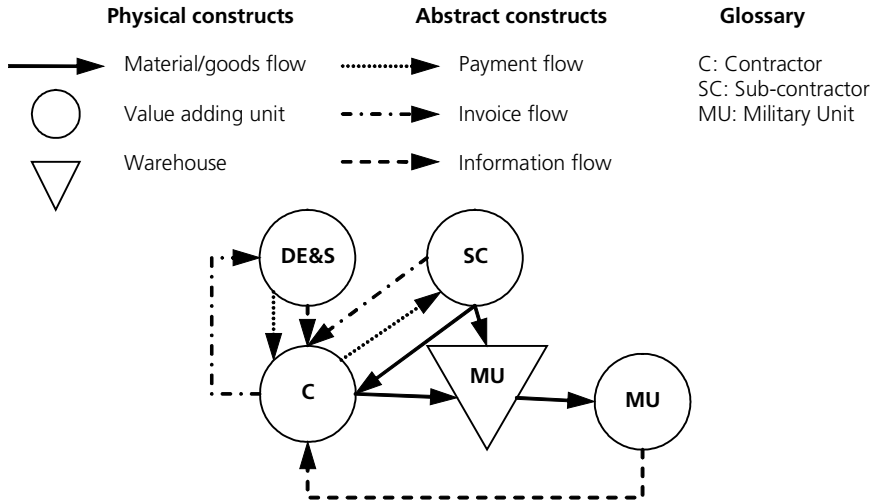 Physical constructs Abstract constructs Glossary
Material/goods flow Payment flow C: Contractor
SC: Sub-contractor
Value adding unit Invoice flow MU: Military Unit
Warehouse Information flow
DE&S SC
C MU MU